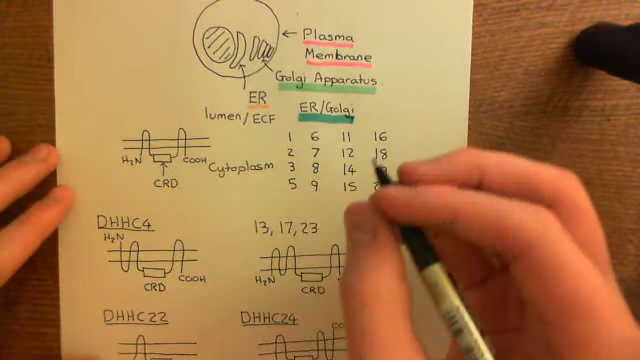 Plasma
Membrane
Golgi Apparatus
ER
ER/Golgi
lumen/ECF
1 6 11 16
2 7 12 18
3 8 14
5 9 15
H2N
COOH
Cytoplasm
CRD
DHHC4
H2N
CRD
COOH
13, 17, 23
H2N
CRD
DHHC22
DHHC24